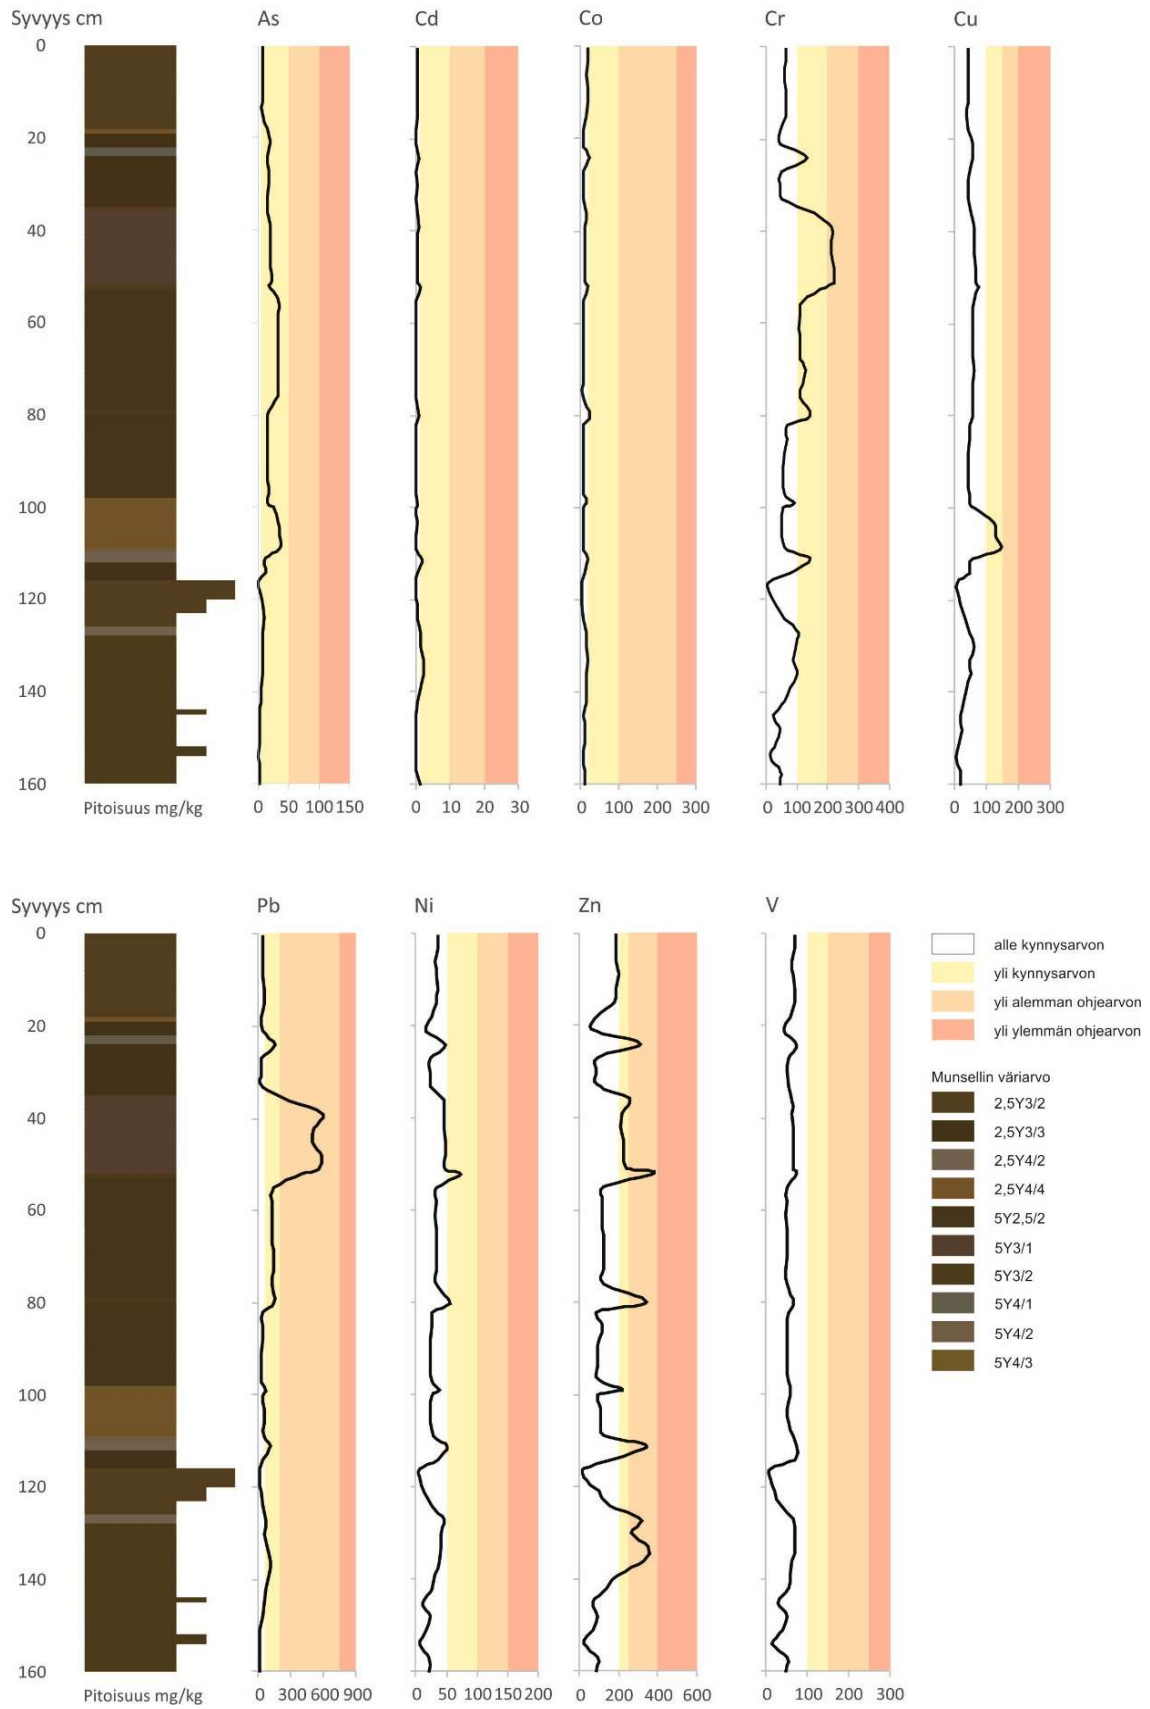 Syvyys cm As Cd Co Cr Cu
0
20
40
60
80
100
120
140
160
0 50 100 150 0 10 20 30 0 100 200 300 0 100 200 300 400 0 100 200 300
Pitoisuus mg/kg
Syvyys cm Pb Ni Zn V
0
20
40
60
80
100
120
140
160
0 300 600 900 0 50 100 150 200 0 200 400 600 0 100 200 300
Pitoisuus mg/kg
alle kynnysarvon
yli kynnysarvon
yli alemman ohjearvon
yli ylemmän ohjearvon
Munsellin väriarvo
2,5Y3/2
2,5Y3/3
2,5Y4/2
2,5Y4/4
5Y2,5/2
5Y3/1
5Y3/2
5Y4/1
5Y4/2
5Y4/3